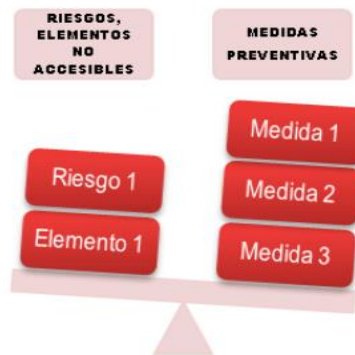 RIESGOS,
ELEMENTOS
NO
ACCESIBLES
MEDIDAS
PREVENTIVAS
Riesgo 1
Elemento 1
Medida 1
Medida 2
Medida 3